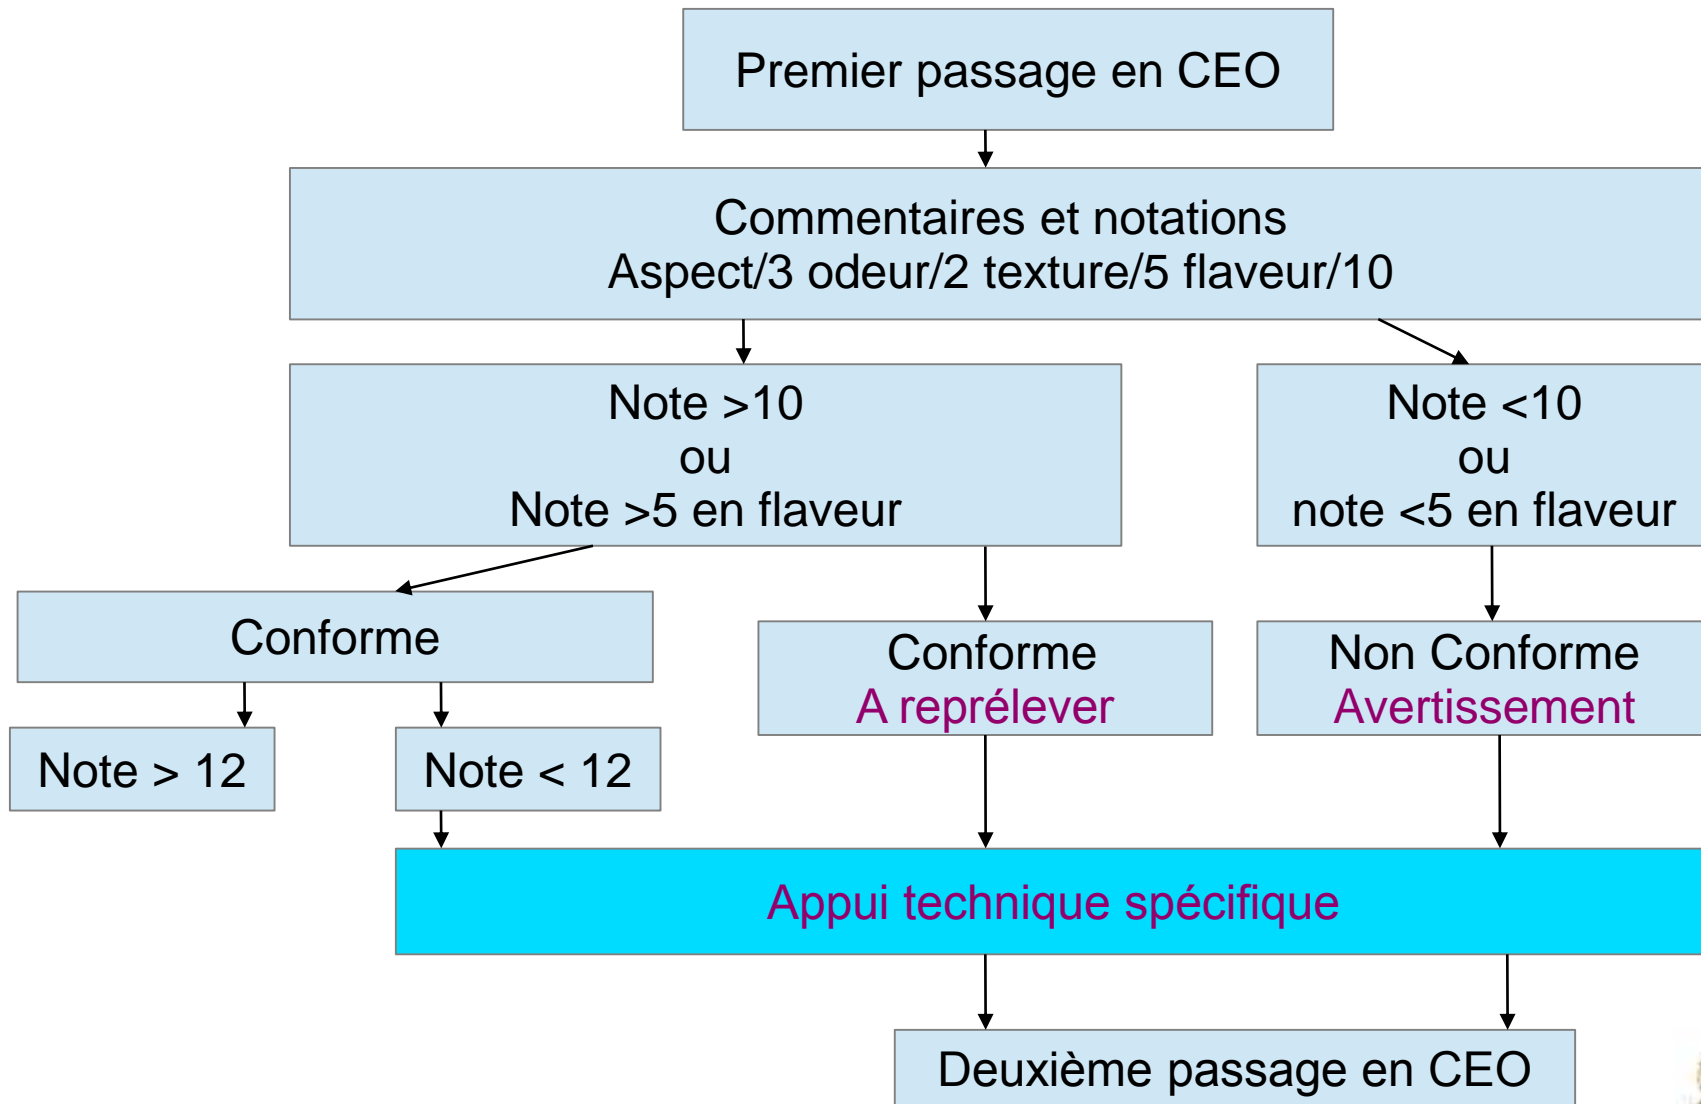 Premier passage en CEO
Commentaires et notations
Aspect/3 odeur/2 texture/5 flaveur/10
Note >10
ou
Note >5 en flaveur
Note <10
ou
note <5 en flaveur
Conforme
Conforme
A reprélever
Non Conforme
Avertissement
Note > 12
Note < 12
Appui technique spécifique
Deuxième passage en CEO